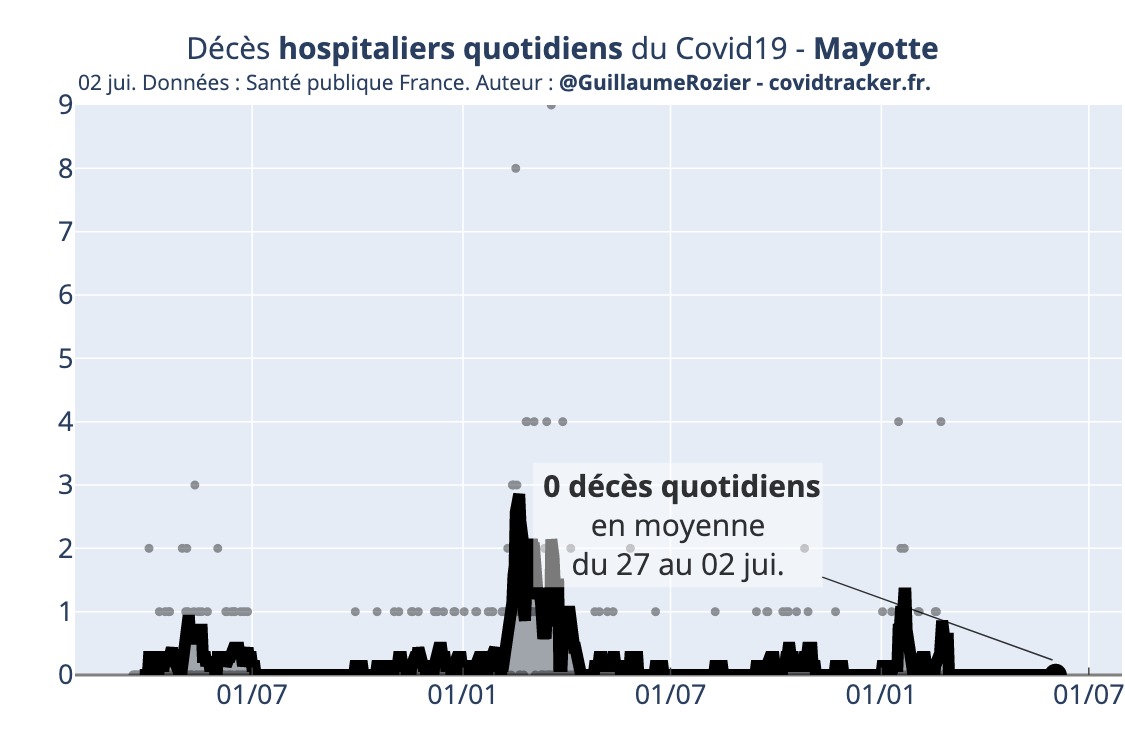 Décès hospitaliers quotidiens du Covid19 - Mayotte
02 jui. Données : Santé publique France. Auteur : @GuillaumeRozier - covidtracker.fr.
9
8
7
6
5
4
3
2
1
0
0 décès quotidiens
en moyenne
du 27 au 02 jui.
01/07 01/01 01/07 01/01 01/07